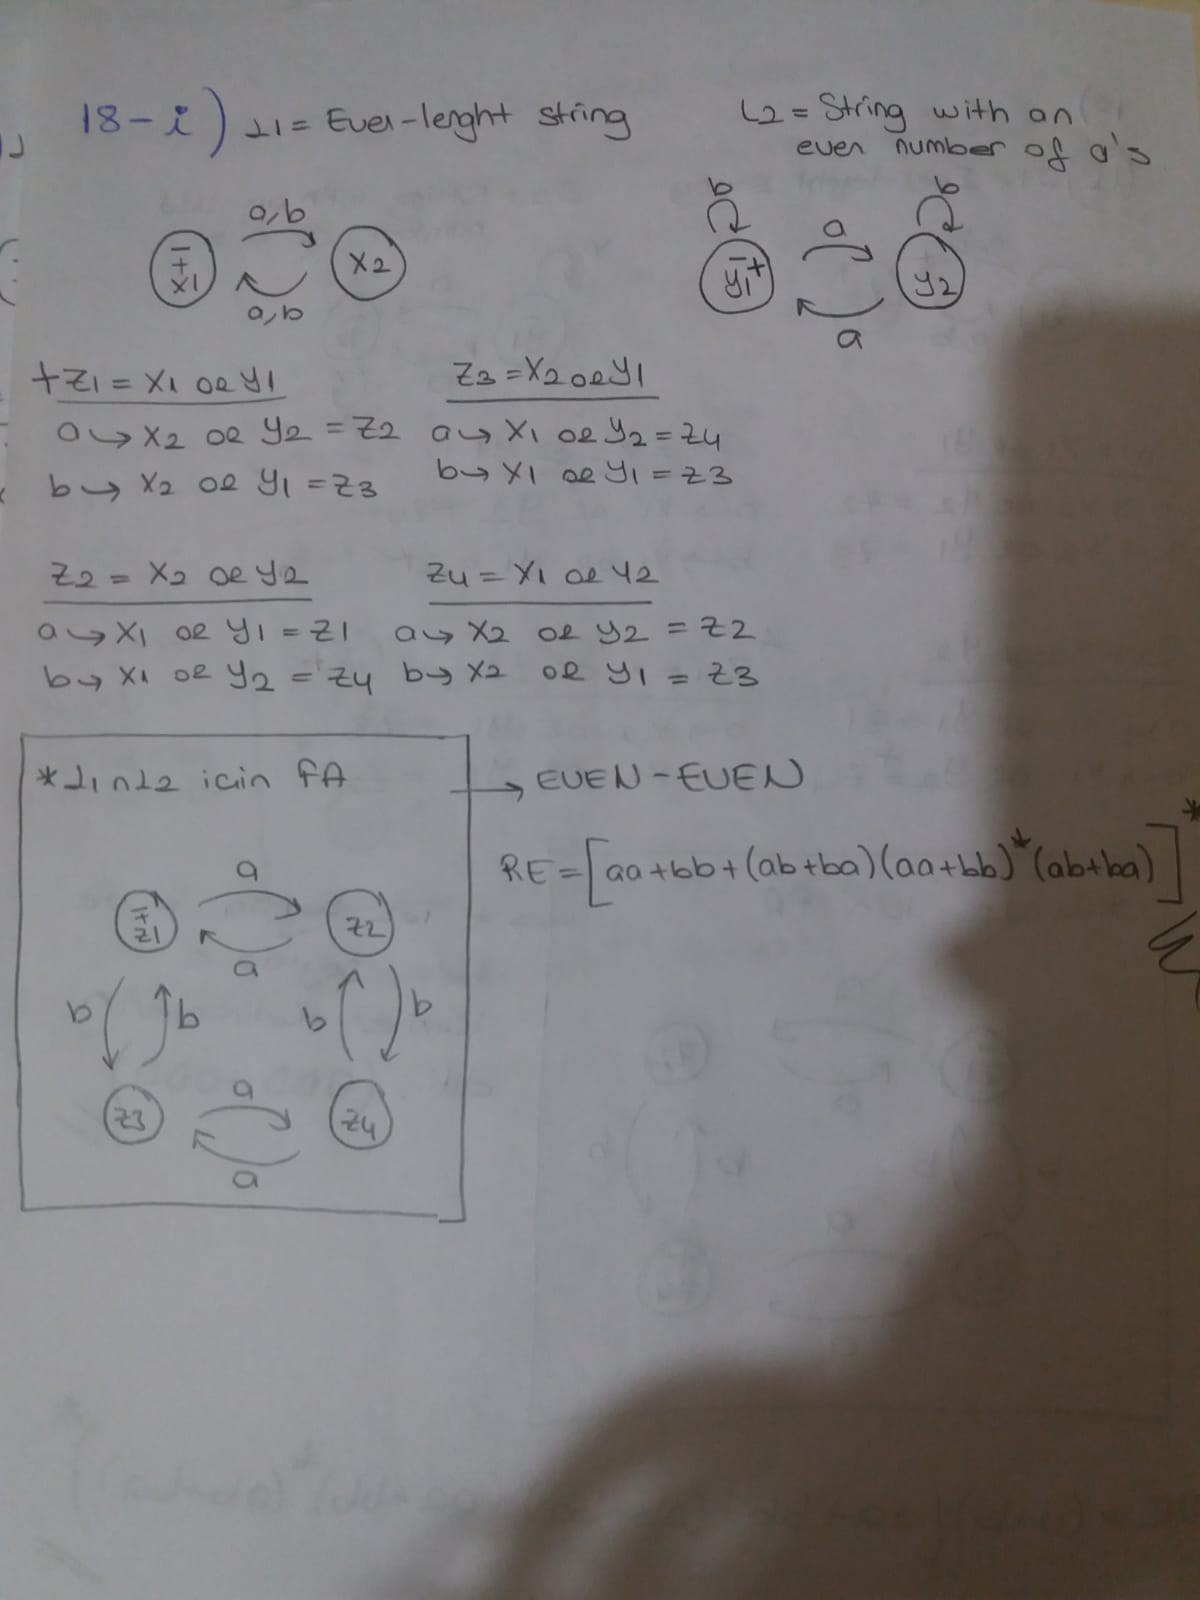 18-i) L1 = Even-lenght string
L2 = String with an
even number of a's
a,b
± x1
x2
a,b
b
b
a
y1 ±
y2
a
+z1 = x1 or y1
a → x2 or y2 = z2
b → x2 or y1 = z3
z3 = x2 or y1
a → x1 or y2 = z4
b → x1 or y1 = z3
z2 = x2 or y2
a → x1 or y1 = z1
b → x1 or y2 = z4
z4 = x1 or y2
a → x2 or y2 = z2
b → x2 or y1 = z3
*L1∩L2 icin FA
→ EVEN-EVEN
RE = [aa+bb+(ab+ba)(aa+bb)*(ab+ba)]*
a
± z1
z2
a
b
b
b
b
a
z3
z4
a